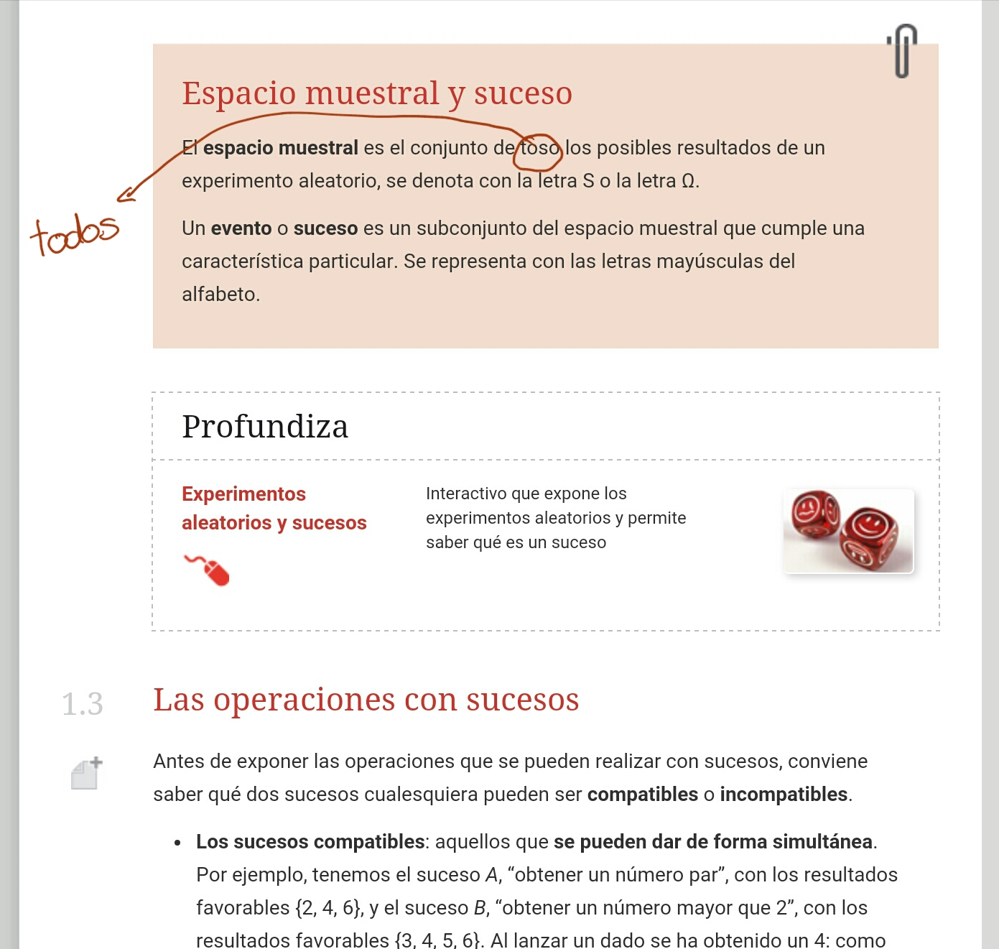 Espacio muestral y suceso
El espacio muestral es el conjunto de toso los posibles resultados de un
experimento aleatorio, se denota con la letra S o la letra Ω.
todos
Un evento o suceso es un subconjunto del espacio muestral que cumple una
característica particular. Se representa con las letras mayúsculas del
alfabeto.
Profundiza
Experimentos
aleatorios y sucesos
Interactivo que expone los
experimentos aleatorios y permite
saber qué es un suceso
1.3 Las operaciones con sucesos
Antes de exponer las operaciones que se pueden realizar con sucesos, conviene
saber qué dos sucesos cualesquiera pueden ser compatibles o incompatibles.
• Los sucesos compatibles: aquellos que se pueden dar de forma simultánea.
Por ejemplo, tenemos el suceso A, “obtener un número par”, con los resultados
favorables {2, 4, 6}, y el suceso B, “obtener un número mayor que 2”, con los
resultados favorables {3, 4, 5, 6}. Al lanzar un dado se ha obtenido un 4: como